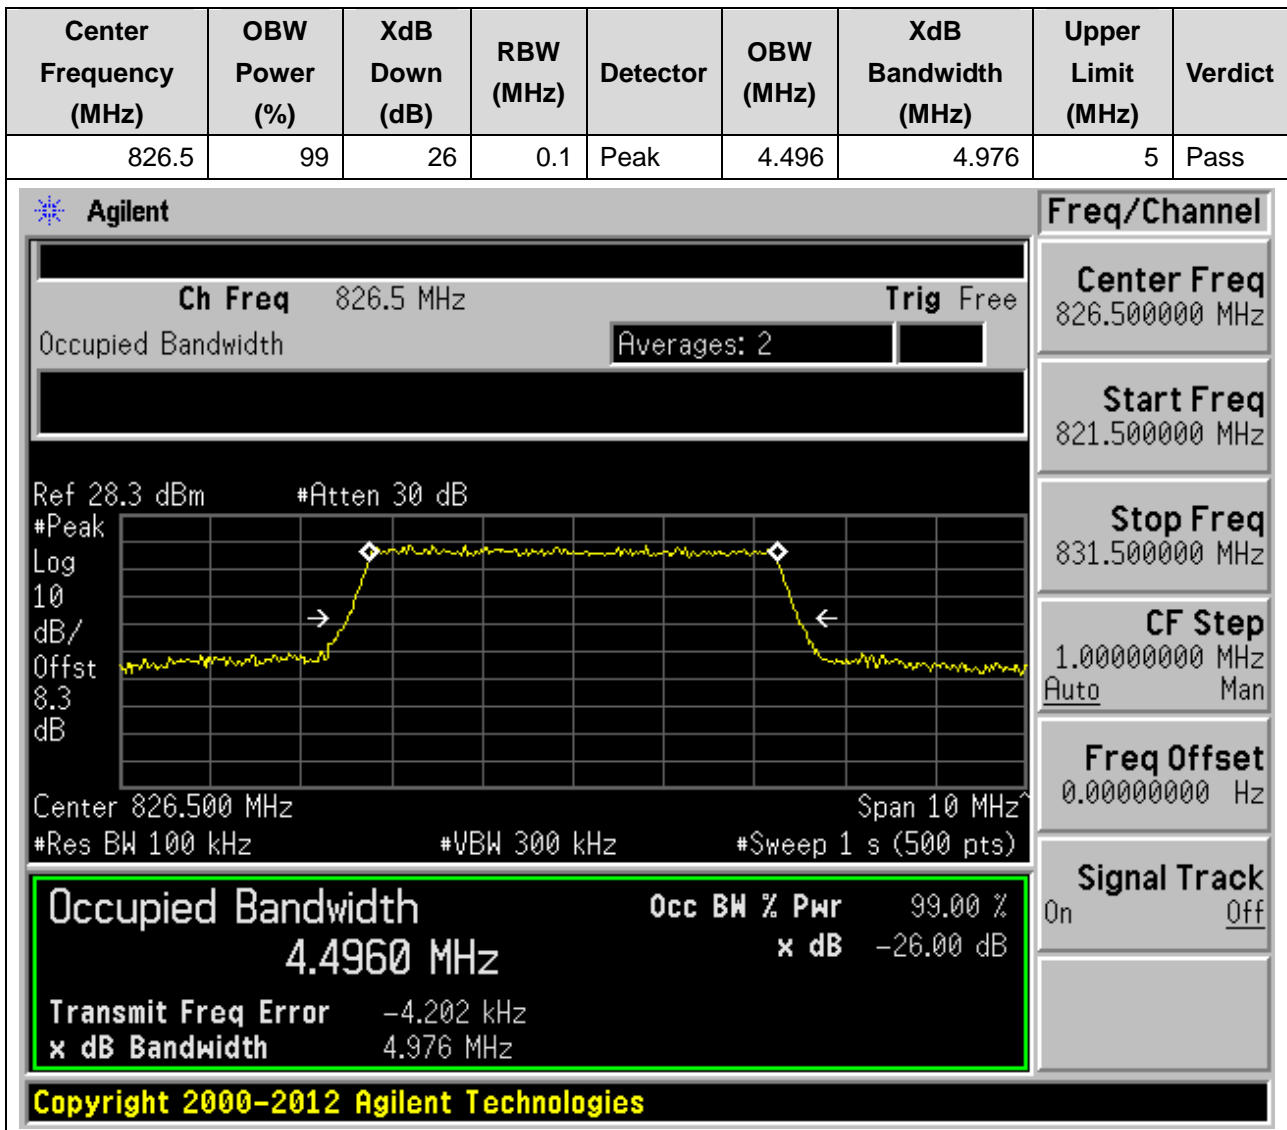 Center Frequency (MHz) OBW Power (%) XdB Down (dB) RBW (MHz) Detector OBW (MHz) XdB Bandwidth (MHz) Upper Limit (MHz) Verdict
826.5 99 26 0.1 Peak 4.496 4.976 5 Pass
Agilent
Ch Freq 826.5 MHz Trig Free
Occupied Bandwidth Averages: 2
Ref 28.3 dBm #Atten 30 dB
#Peak
Log
10
dB/
Offst
8.3
dB
Center 826.500 MHz Span 10 MHz^
#Res BW 100 kHz #VBW 300 kHz #Sweep 1 s (500 pts)
Occupied Bandwidth Occ BW % Pwr 99.00 %
4.4960 MHz x dB -26.00 dB
Transmit Freq Error -4.202 kHz
x dB Bandwidth 4.976 MHz
Copyright 2000-2012 Agilent Technologies
Freq/Channel
Center Freq
826.500000 MHz
Start Freq
821.500000 MHz
Stop Freq
831.500000 MHz
CF Step
1.00000000 MHz
Auto Man
Freq Offset
0.00000000 Hz
Signal Track
On Off